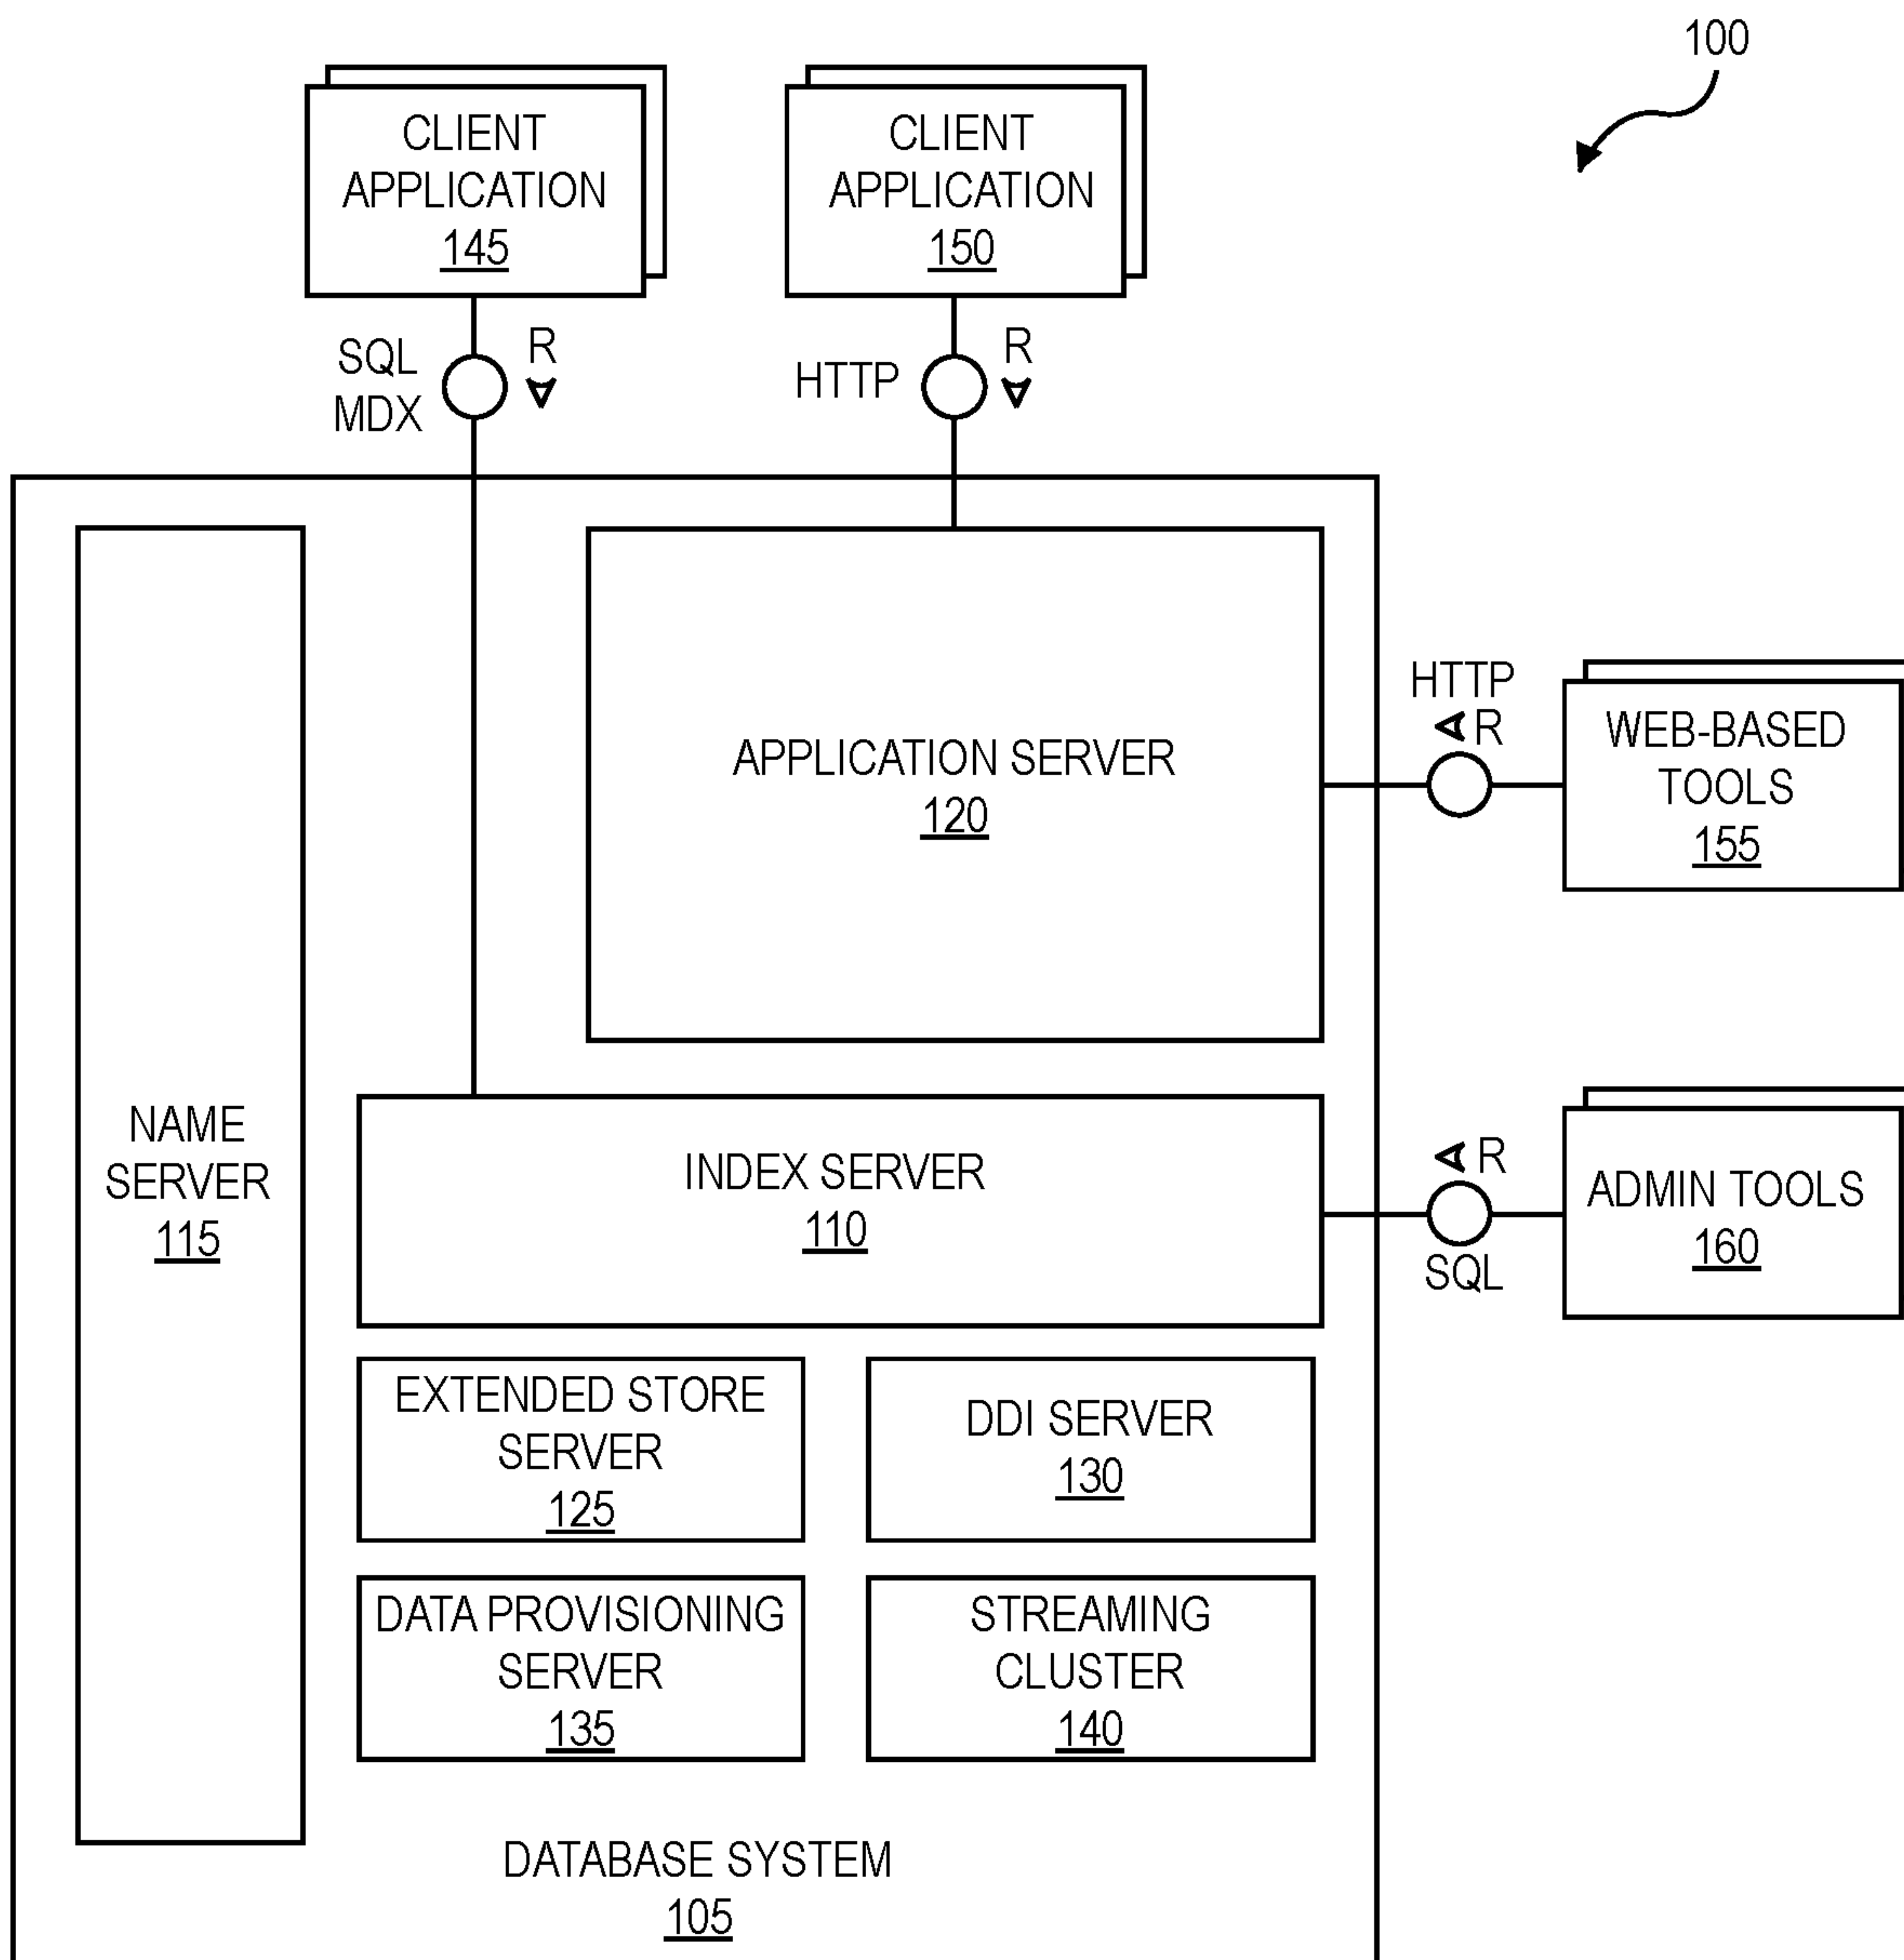 100
CLIENT
APPLICATION
145
CLIENT
APPLICATION
150
SQL
MDX
R
HTTP
R
APPLICATION SERVER
120
HTTP
R
WEB-BASED
TOOLS
155
NAME
SERVER
115
INDEX SERVER
110
R
SQL
ADMIN TOOLS
160
EXTENDED STORE
SERVER
125
DDI SERVER
130
DATA PROVISIONING
SERVER
135
STREAMING
CLUSTER
140
DATABASE SYSTEM
105